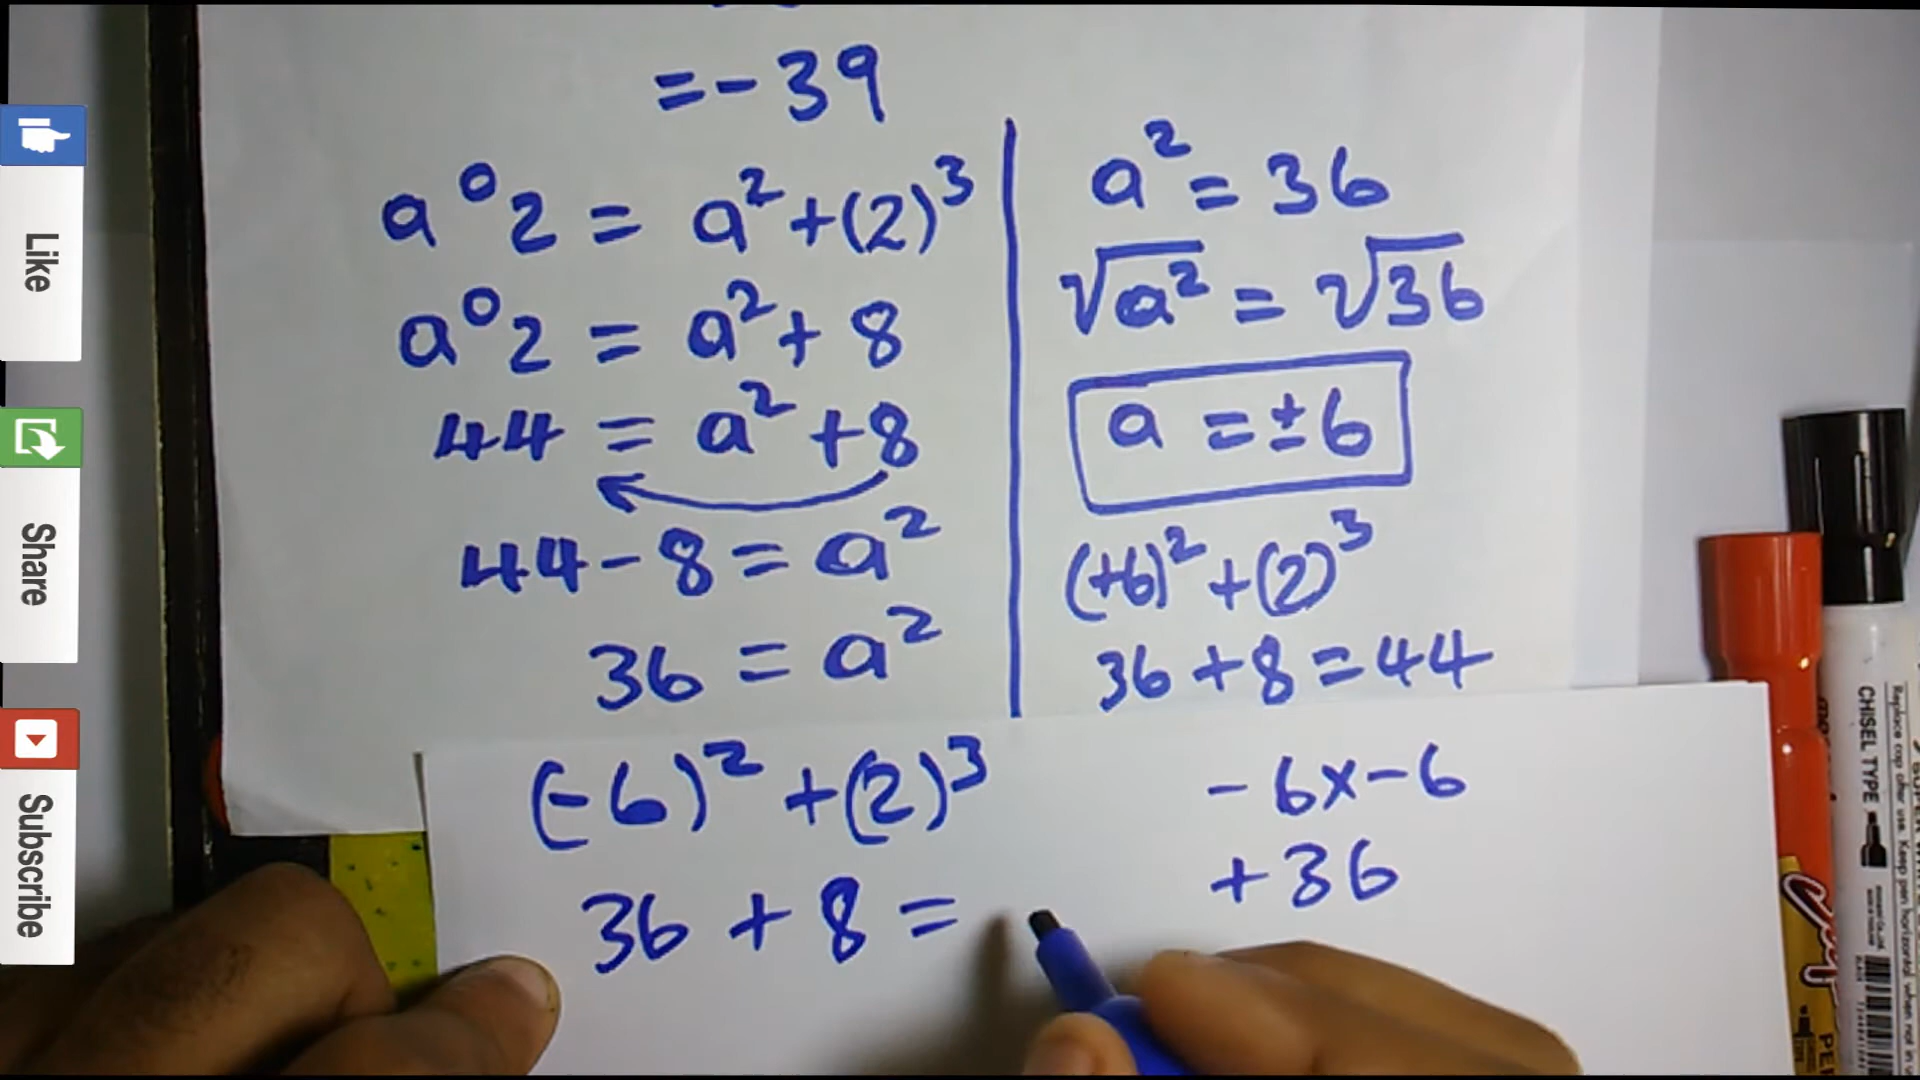 =-39
a°2 = a²+(2)³
a°2 = a²+ 8
44 = a²+8
44-8 = a²
36 = a²
a² = 36
√a² = √36
a = ±6
(+6)²+(2)³
36+8=44
(-6)²+(2)³
36 + 8 =
-6x-6
+36
Like
Share
Subscribe
CHISEL TYPE